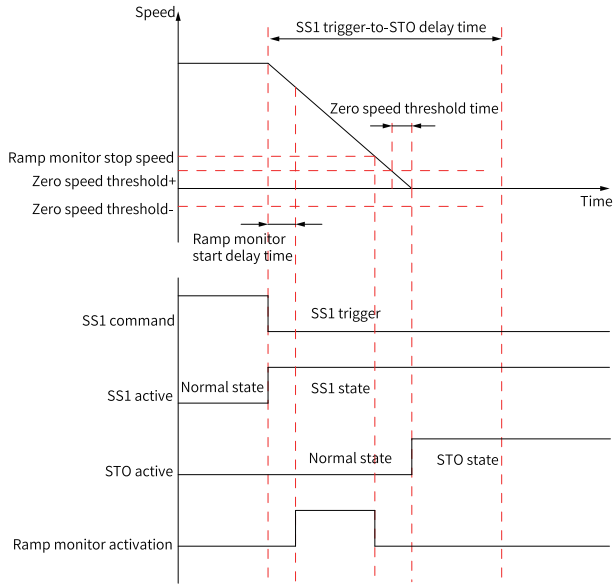 Speed
SS1 trigger-to-STO delay time
Zero speed threshold time
Ramp monitor stop speed
Zero speed threshold+
Time
Zero speed threshold-
Ramp monitor
start delay time
SS1 command
SS1 trigger
Normal state
SS1 state
SS1 active
Normal state
STO state
STO active
Ramp monitor activation